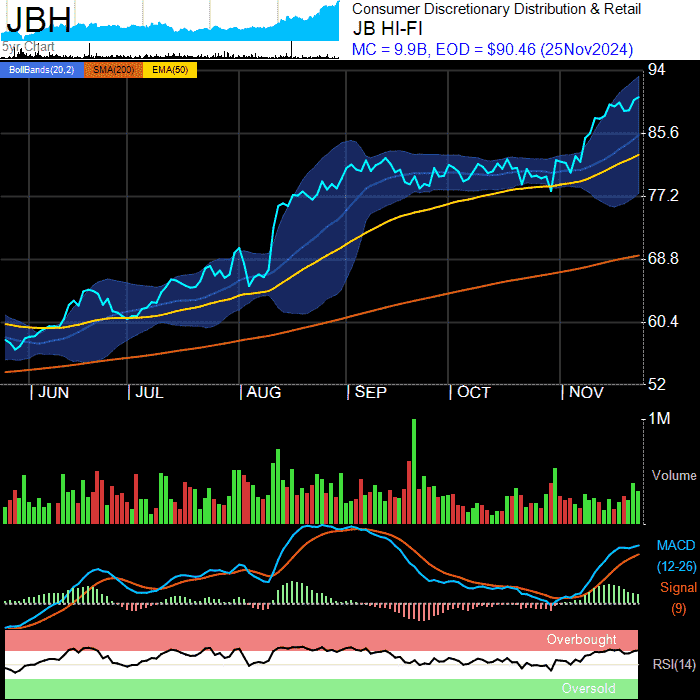 JBH
5yr Chart
Consumer Discretionary Distribution & Retail
JB HI-FI
MC = 9.9B, EOD = $90.46 (25Nov2024)
BollBands(20,2) SMA(200) EMA(50)
94
85.6
77.2
68.8
60.4
52
JUN JUL AUG SEP OCT NOV
1M
Volume
MACD
(12-26)
Signal
(9)
Overbought
RSI(14)
Oversold